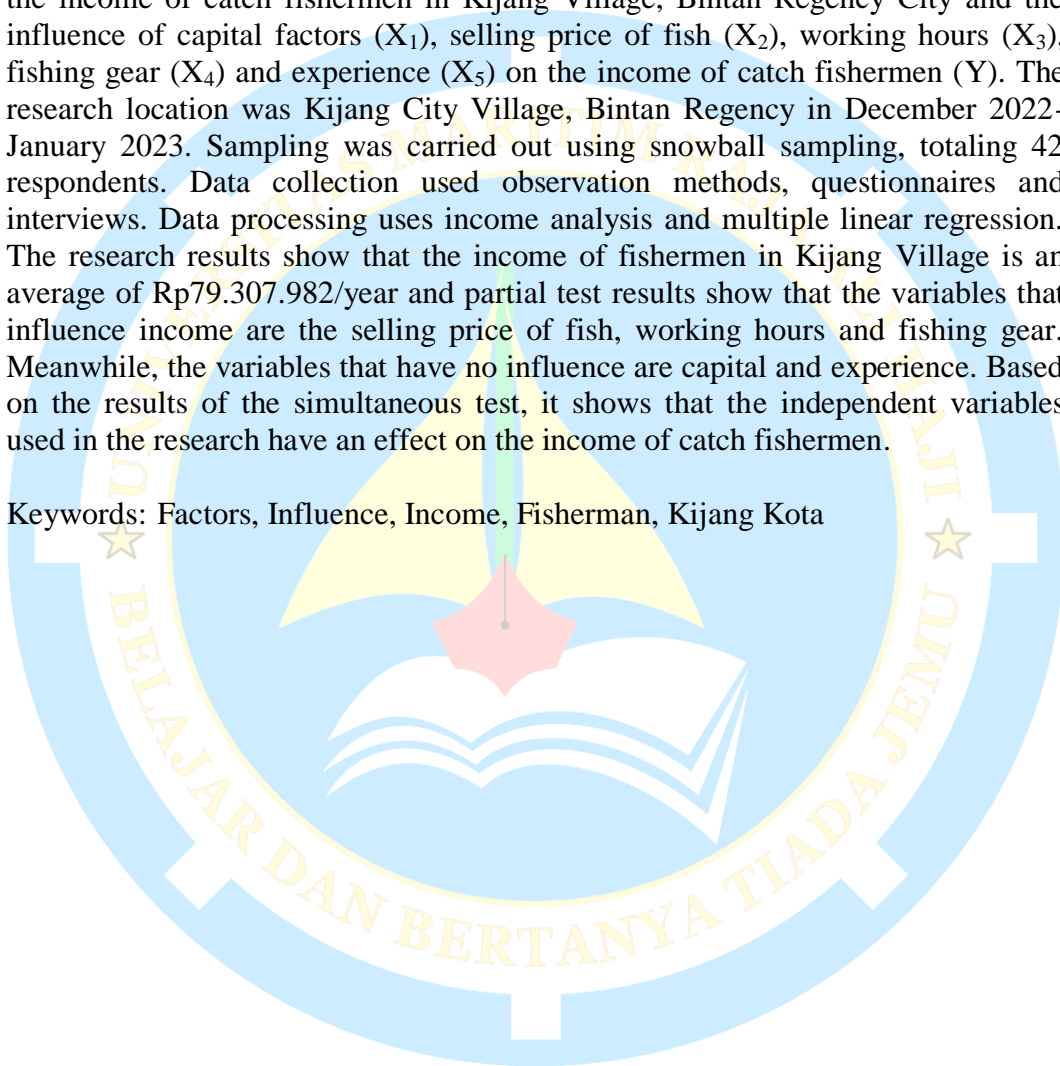 the income of catch fishermen in Kijang Village, Bintan Regency City and the
influence of capital factors (X₁), selling price of fish (X₂), working hours (X₃),
fishing gear (X₄) and experience (X₅) on the income of catch fishermen (Y). The
research location was Kijang City Village, Bintan Regency in December 2022-
January 2023. Sampling was carried out using snowball sampling, totaling 42
respondents. Data collection used observation methods, questionnaires and
interviews. Data processing uses income analysis and multiple linear regression.
The research results show that the income of fishermen in Kijang Village is an
average of Rp79.307.982/year and partial test results show that the variables that
influence income are the selling price of fish, working hours and fishing gear.
Meanwhile, the variables that have no influence are capital and experience. Based
on the results of the simultaneous test, it shows that the independent variables
used in the research have an effect on the income of catch fishermen.
Keywords: Factors, Influence, Income, Fisherman, Kijang Kota
UNIVERSITAS MARITIM RAJA ALI HAJI
BELAJAR DAN BERTANYA TIADA JEMU